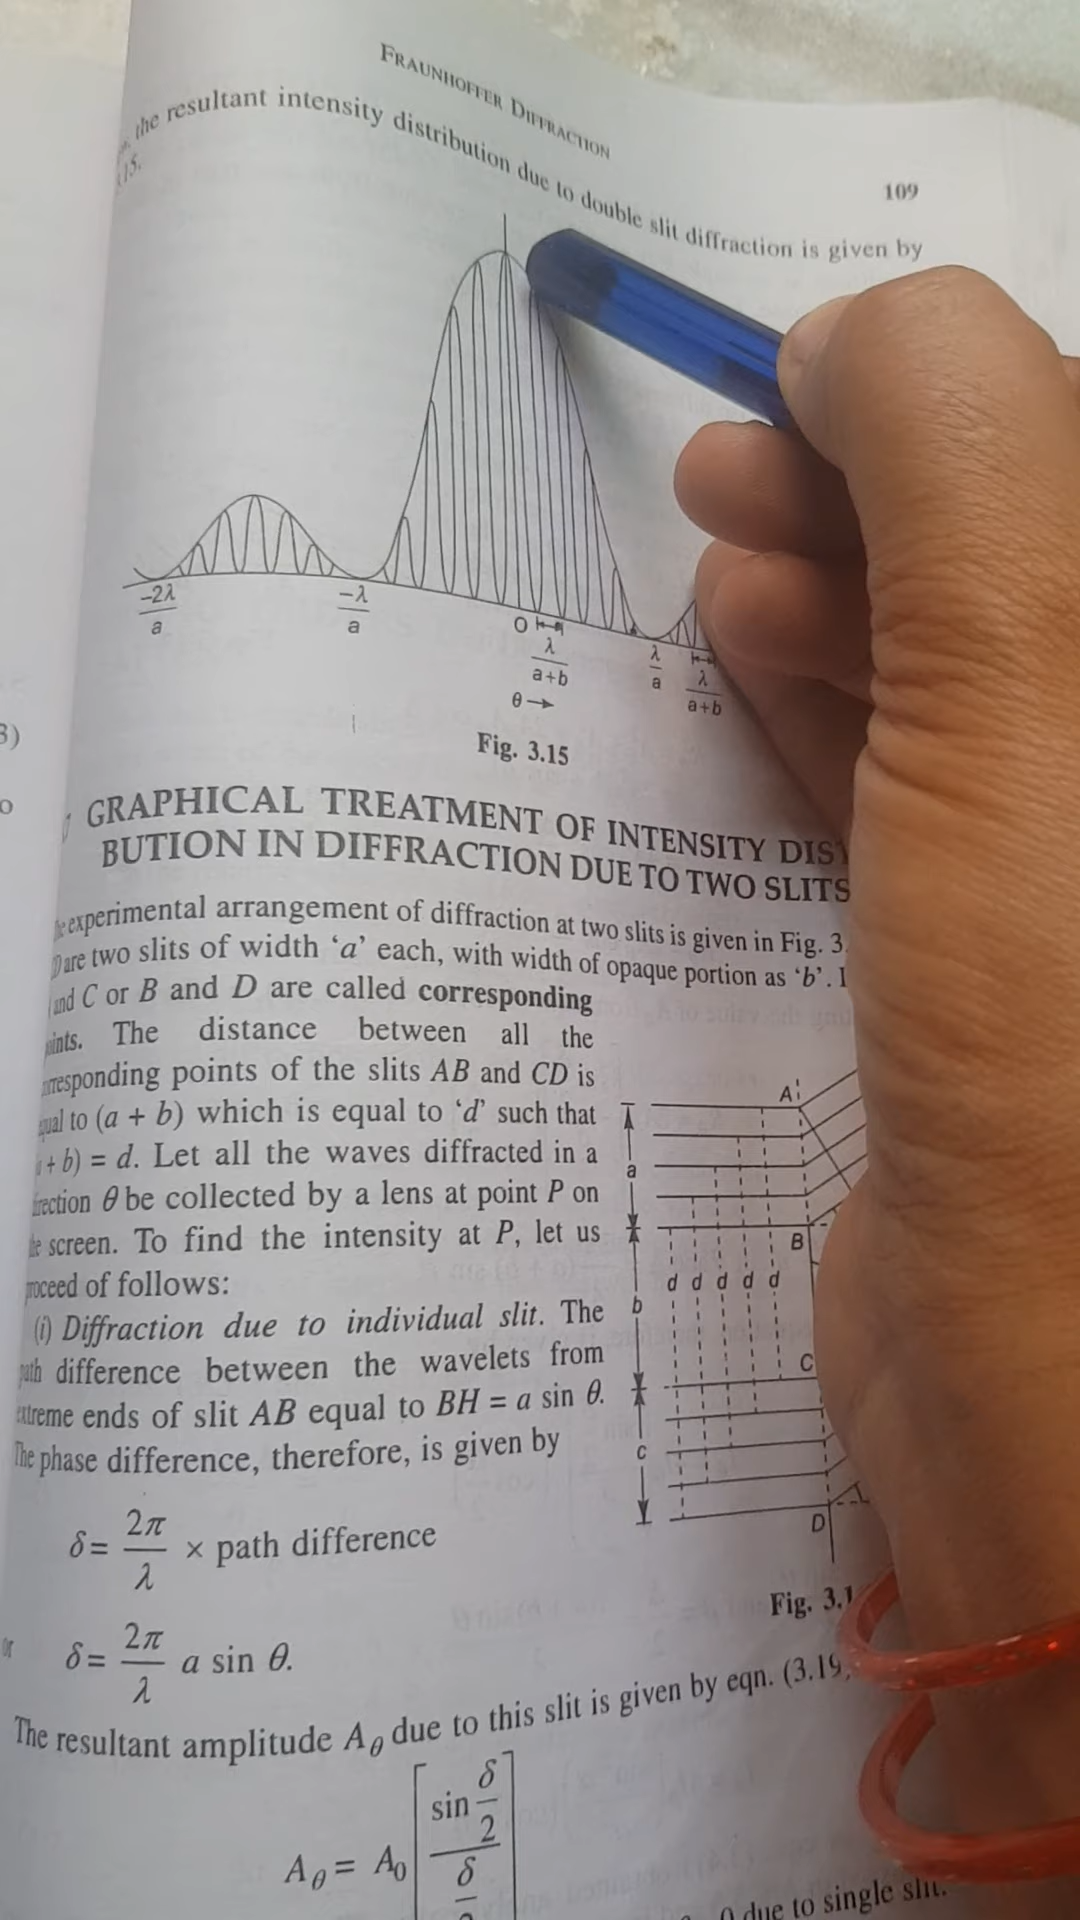 FRAUNHOFFER DIFFRACTION
109
the resultant intensity distribution due to double slit diffraction is given by
15.
-2λ
a
-λ
a
O
λ
a+b
θ→
λ
a
λ
a+b
Fig. 3.15
GRAPHICAL TREATMENT OF INTENSITY DIS
BUTION IN DIFFRACTION DUE TO TWO SLITS
experimental arrangement of diffraction at two slits is given in Fig. 3.
D are two slits of width ‘a’ each, with width of opaque portion as ‘b’.
and C or B and D are called corresponding
The distance between all the
corresponding points of the slits AB and CD is
equal to (a + b) which is equal to ‘d’ such that
+ b) = d. Let all the waves diffracted in a
direction θ be collected by a lens at point P on
screen. To find the intensity at P, let us
proceed of follows:
(i) Diffraction due to individual slit. The
path difference between the wavelets from
extreme ends of slit AB equal to BH = a sin θ.
The phase difference, therefore, is given by
δ = 2π/λ × path difference
or δ = 2π/λ a sin θ.
The resultant amplitude Aθ due to this slit is given by eqn. (3.19,
Aθ = A0 [ sin δ/2
δ
due to single slit.
A
a
B
d d d d d
b
C
c
D
Fig. 3.1
3)